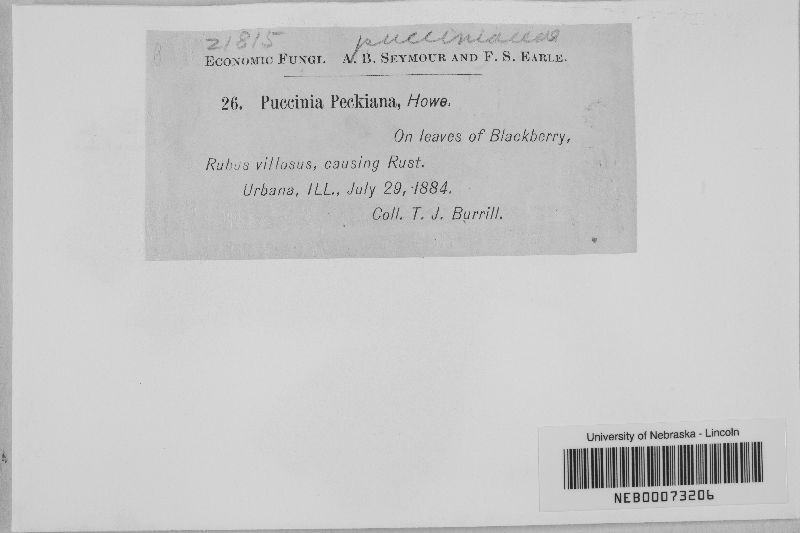 21815 pucciniaceae
ECONOMIC FUNGI. A. B. SEYMOUR AND F. S. EARLE.
26. Puccinia Peckiana, Howe.
On leaves of Blackberry,
Rubus villosus, causing Rust.
Urbana, ILL., July 29, 1884.
Coll. T. J. Burrill.
University of Nebraska - Lincoln
NEB00073206